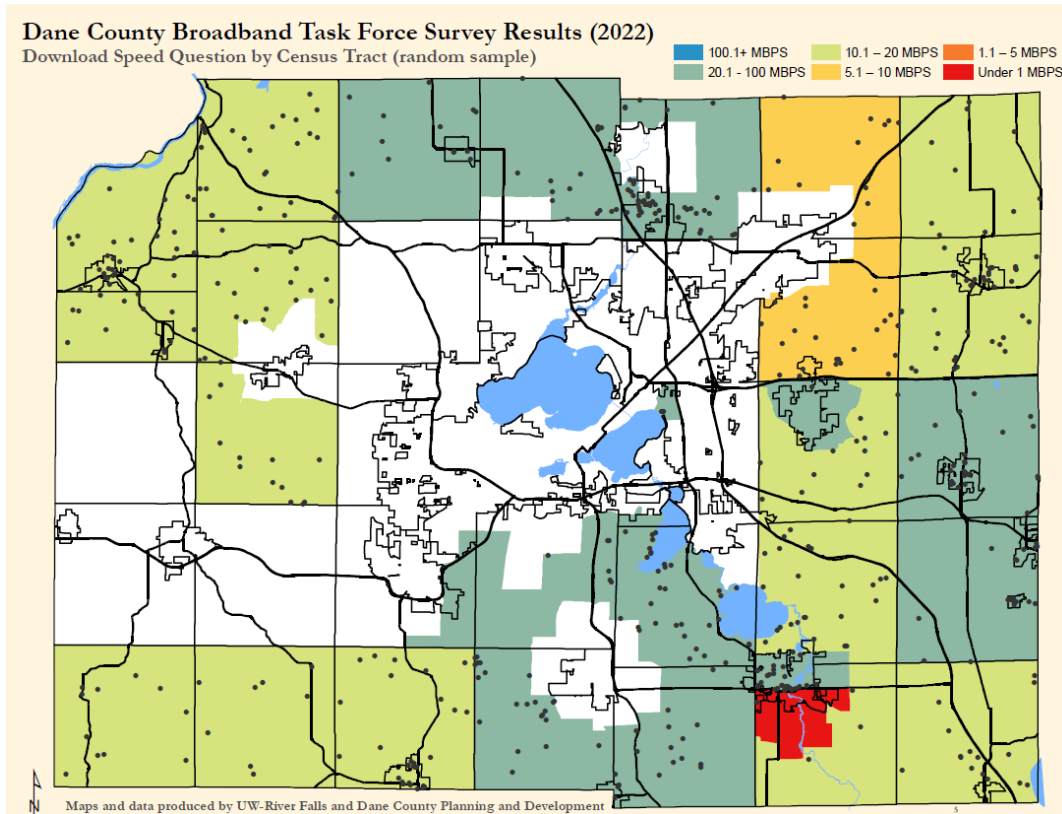 Dane County Broadband Task Force Survey Results (2022)
Download Speed Question by Census Tract (random sample)
100.1+ MBPS 10.1 – 20 MBPS 1.1 – 5 MBPS
20.1 - 100 MBPS 5.1 – 10 MBPS Under 1 MBPS
N Maps and data produced by UW-River Falls and Dane County Planning and Development 5